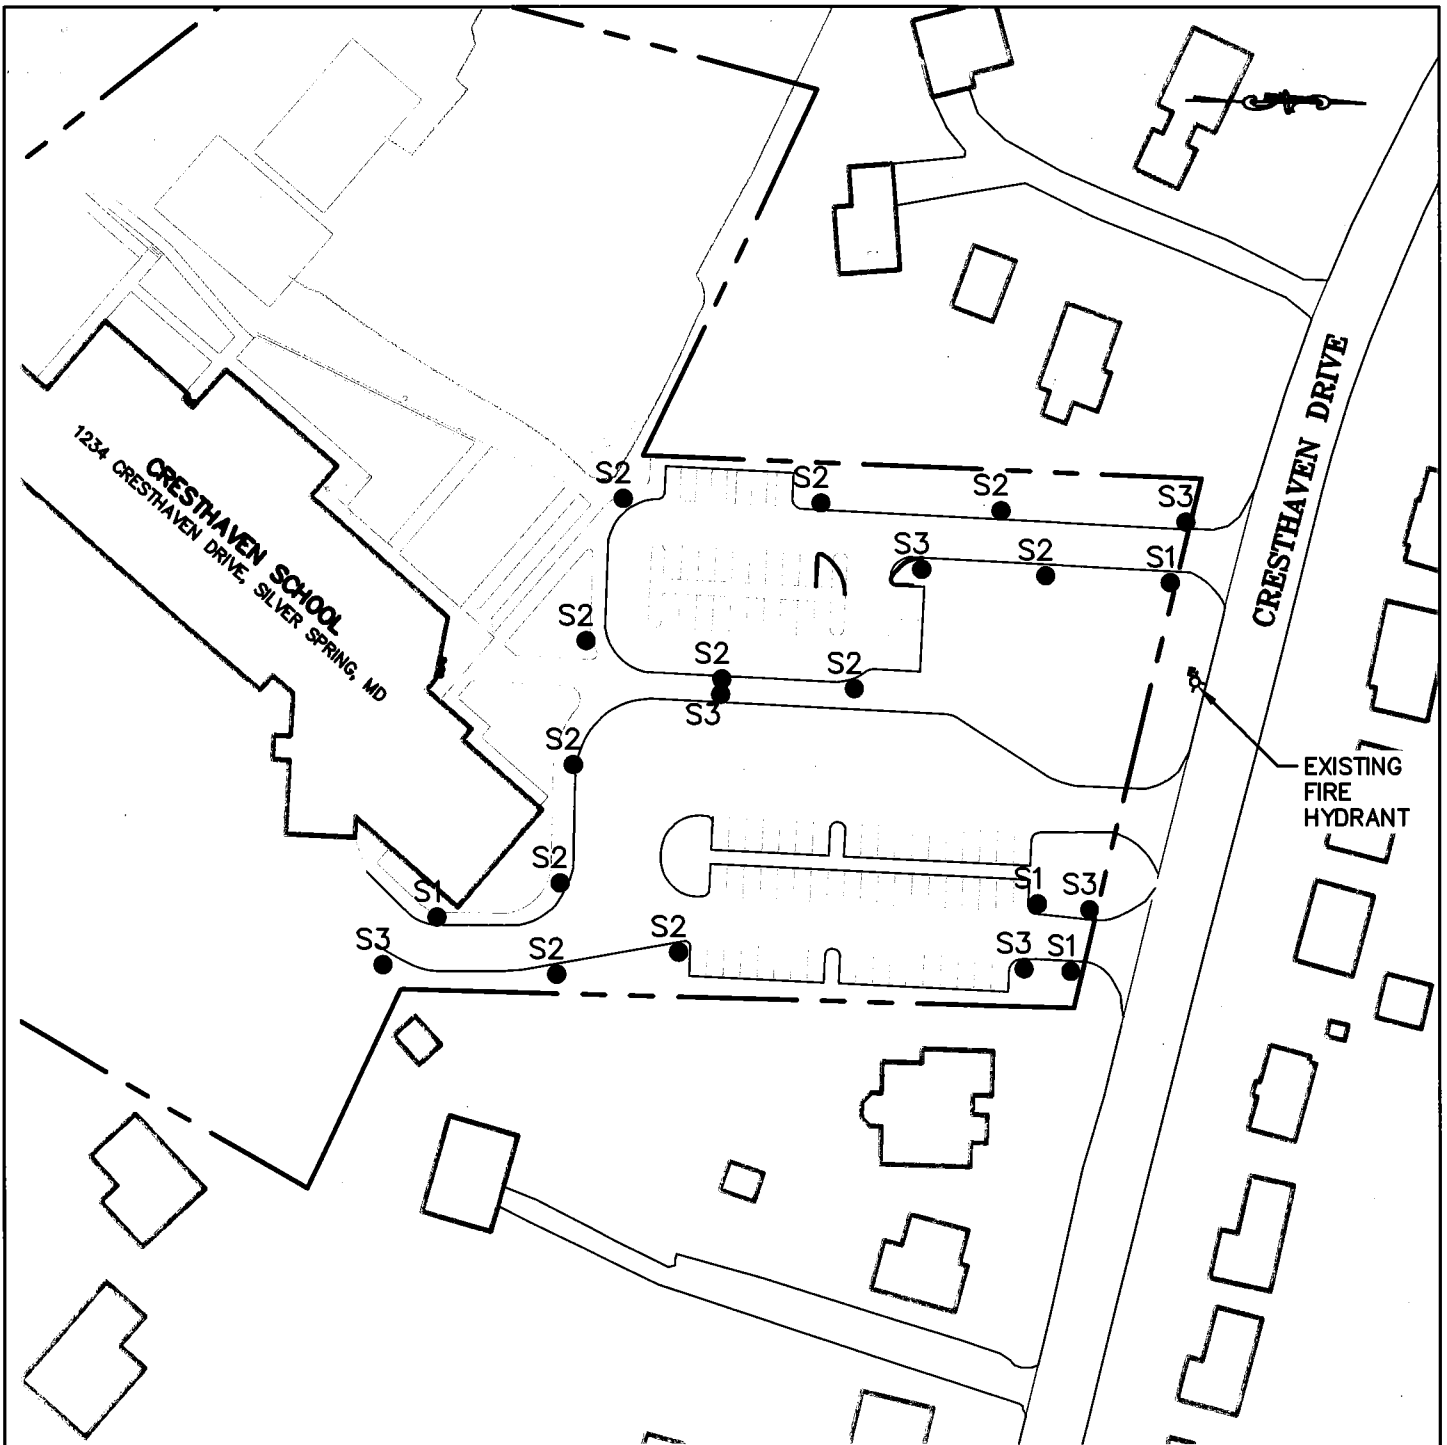 S2
S2
S2
S3
S3
S2
S1
CRESTHAVEN DRIVE
CRESTHAVEN SCHOOL
1234 CRESTHAVEN DRIVE, SILVER SPRING, MD
S2
S2
S2
S3
S2
EXISTING
FIRE
HYDRANT
S2
S1
S1
S3
S3
S2
S2
S3
S1